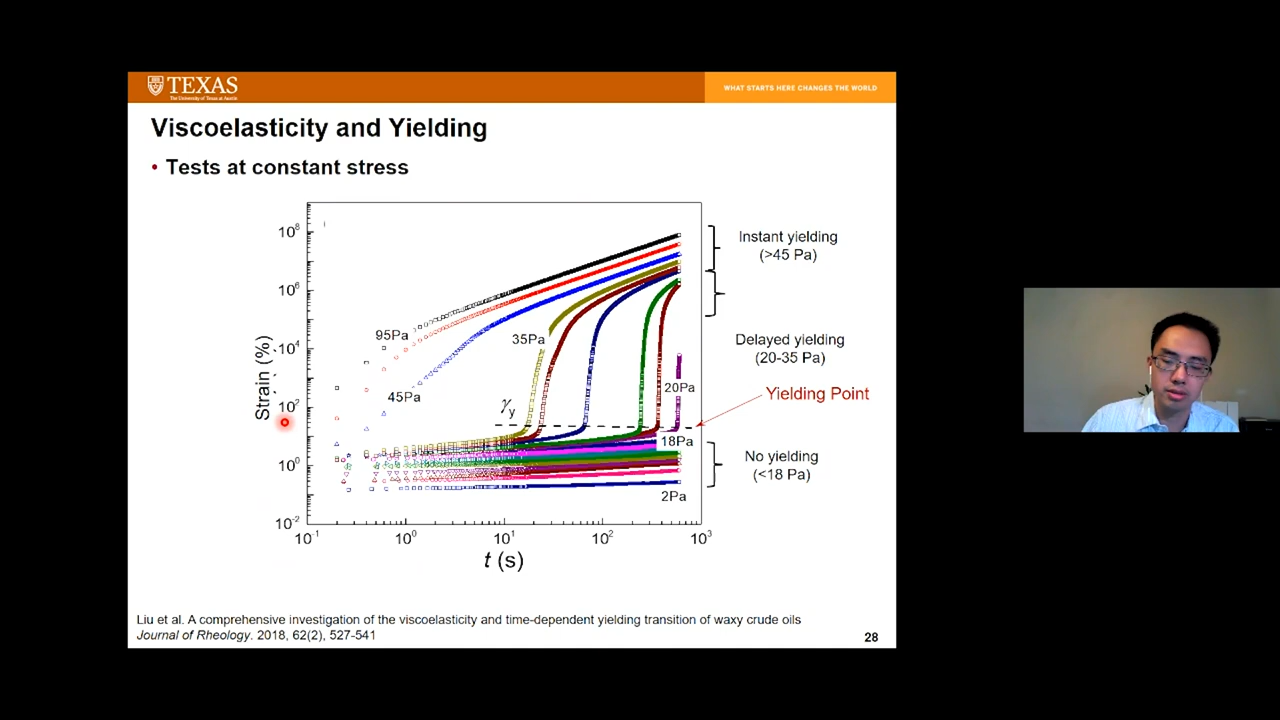 TEXAS
The University of Texas at Austin
WHAT STARTS HERE CHANGES THE WORLD
Viscoelasticity and Yielding
• Tests at constant stress
10^8
10^6
10^4
10^2
10^0
10^-2
Strain (%)
10^-1
10^0
10^1
10^2
10^3
t (s)
95Pa
45Pa
35Pa
γy
20Pa
18Pa
2Pa
Instant yielding
(>45 Pa)
Delayed yielding
(20-35 Pa)
Yielding Point
No yielding
(<18 Pa)
Liu et al. A comprehensive investigation of the viscoelasticity and time-dependent yielding transition of waxy crude oils
Journal of Rheology. 2018, 62(2), 527-541
28